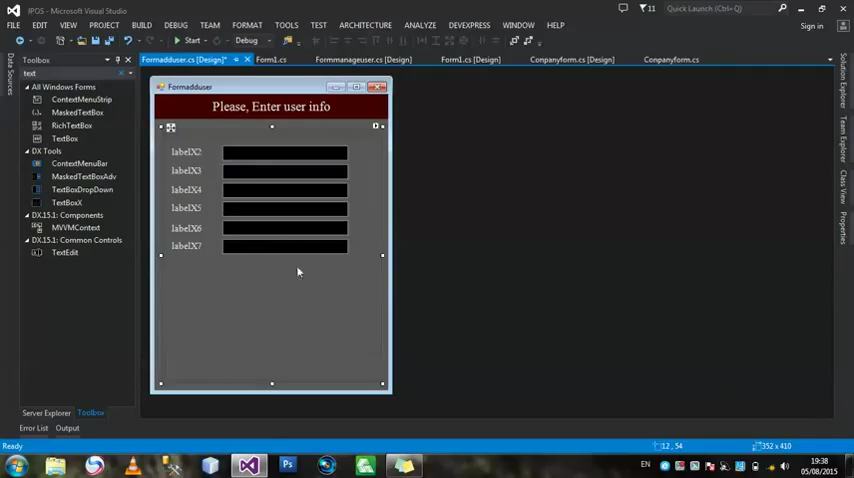 IPOS - Microsoft Visual Studio
11
Quick Launch (Ctrl+Q)
FILE EDIT VIEW PROJECT BUILD DEBUG TEAM FORMAT TOOLS TEST ARCHITECTURE ANALYZE DEVEXPRESS WINDOW HELP
Sign in
Start Debug
Toolbox
Formadduser.cs [Design]* Form1.cs Formmanageuser.cs [Design] Form1.cs [Design] Conpanyform.cs [Design] Conpanyform.cs
text
All Windows Forms
ContextMenuStrip
MaskedTextBox
RichTextBox
TextBox
DX Tools
ContextMenuBar
MaskedTextBoxAdv
TextBoxDropDown
TextBoxX
DX.15.1: Components
MVVMContext
DX.15.1: Common Controls
TextEdit
Data Sources
Formadduser
Please, Enter user info
labelX2
labelX3
labelX4
labelX5
labelX6
labelX7
Solution Explorer
Team Explorer
Class View
Properties
Server Explorer Toolbox
Error List Output
Ready
12, 54
352 x 410
Ps
EN
19:38
05/08/2015